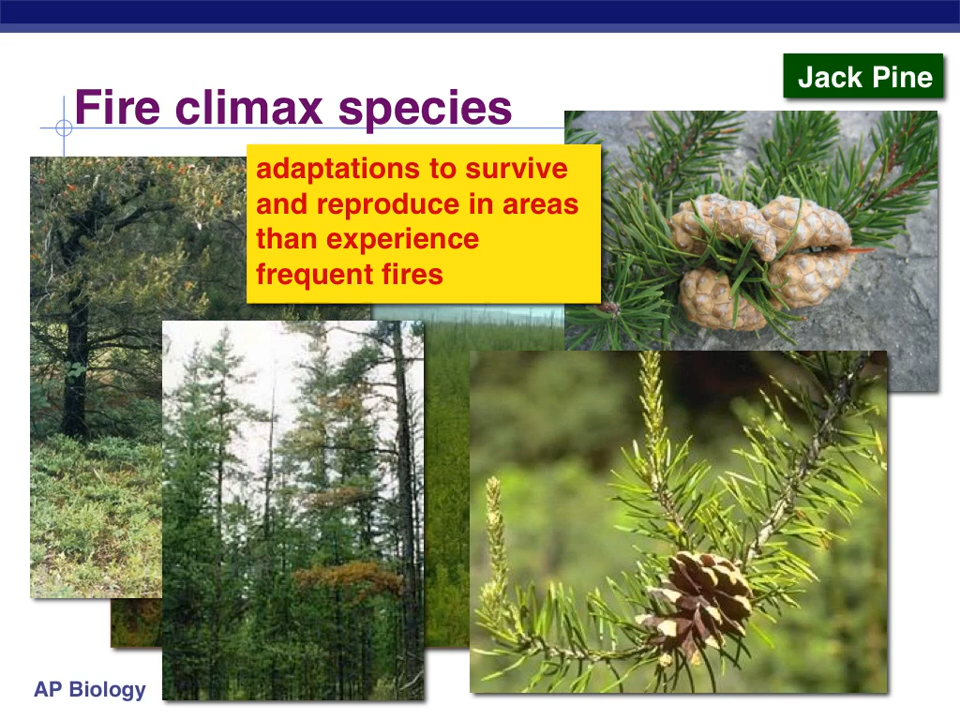 Jack Pine
Fire climax species
adaptations to survive
and reproduce in areas
than experience
frequent fires
AP Biology